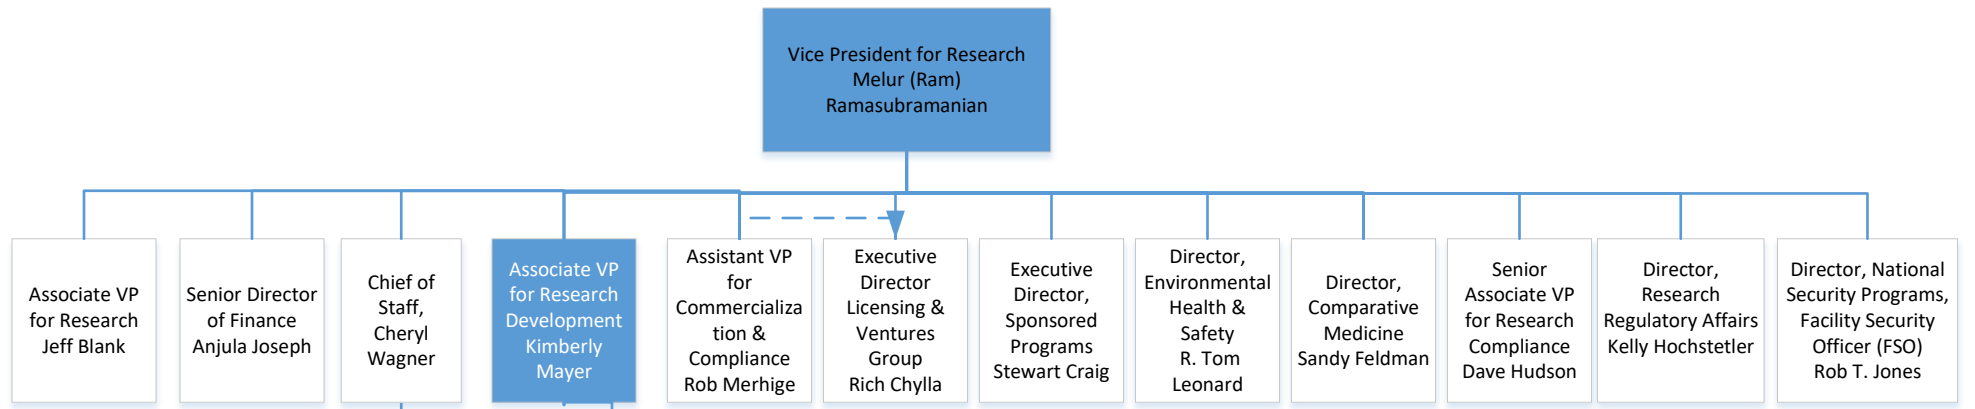 Vice President for Research
Melur (Ram)
Ramasubramanian
Associate VP
for Research
Jeff Blank
Senior Director
of Finance
Anjula Joseph
Chief of
Staff,
Cheryl
Wagner
Associate VP
for Research
Development
Kimberly
Mayer
Assistant VP
for
Commercializa
tion &
Compliance
Rob Merhige
Executive
Director
Licensing &
Ventures
Group
Rich Chylla
Executive
Director,
Sponsored
Programs
Stewart Craig
Director,
Environmental
Health &
Safety
R. Tom
Leonard
Director,
Comparative
Medicine
Sandy Feldman
Senior
Associate VP
for Research
Compliance
Dave Hudson
Director,
Research
Regulatory Affairs
Kelly Hochstetler
Director, National
Security Programs,
Facility Security
Officer (FSO)
Rob T. Jones